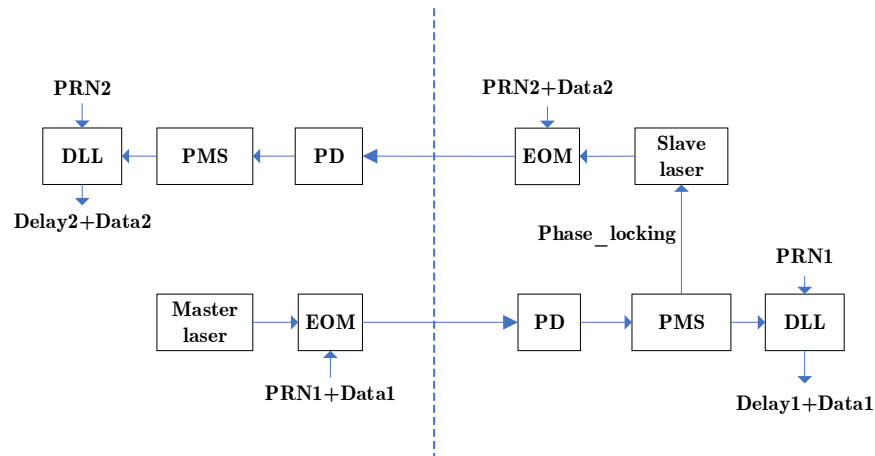 PRN2
PRN2+Data2
DLL
PMS
PD
EOM
Slave
laser
Delay2+Data2
Phase_locking
PRN1
Master
laser
EOM
PD
PMS
DLL
PRN1+Data1
Delay1+Data1